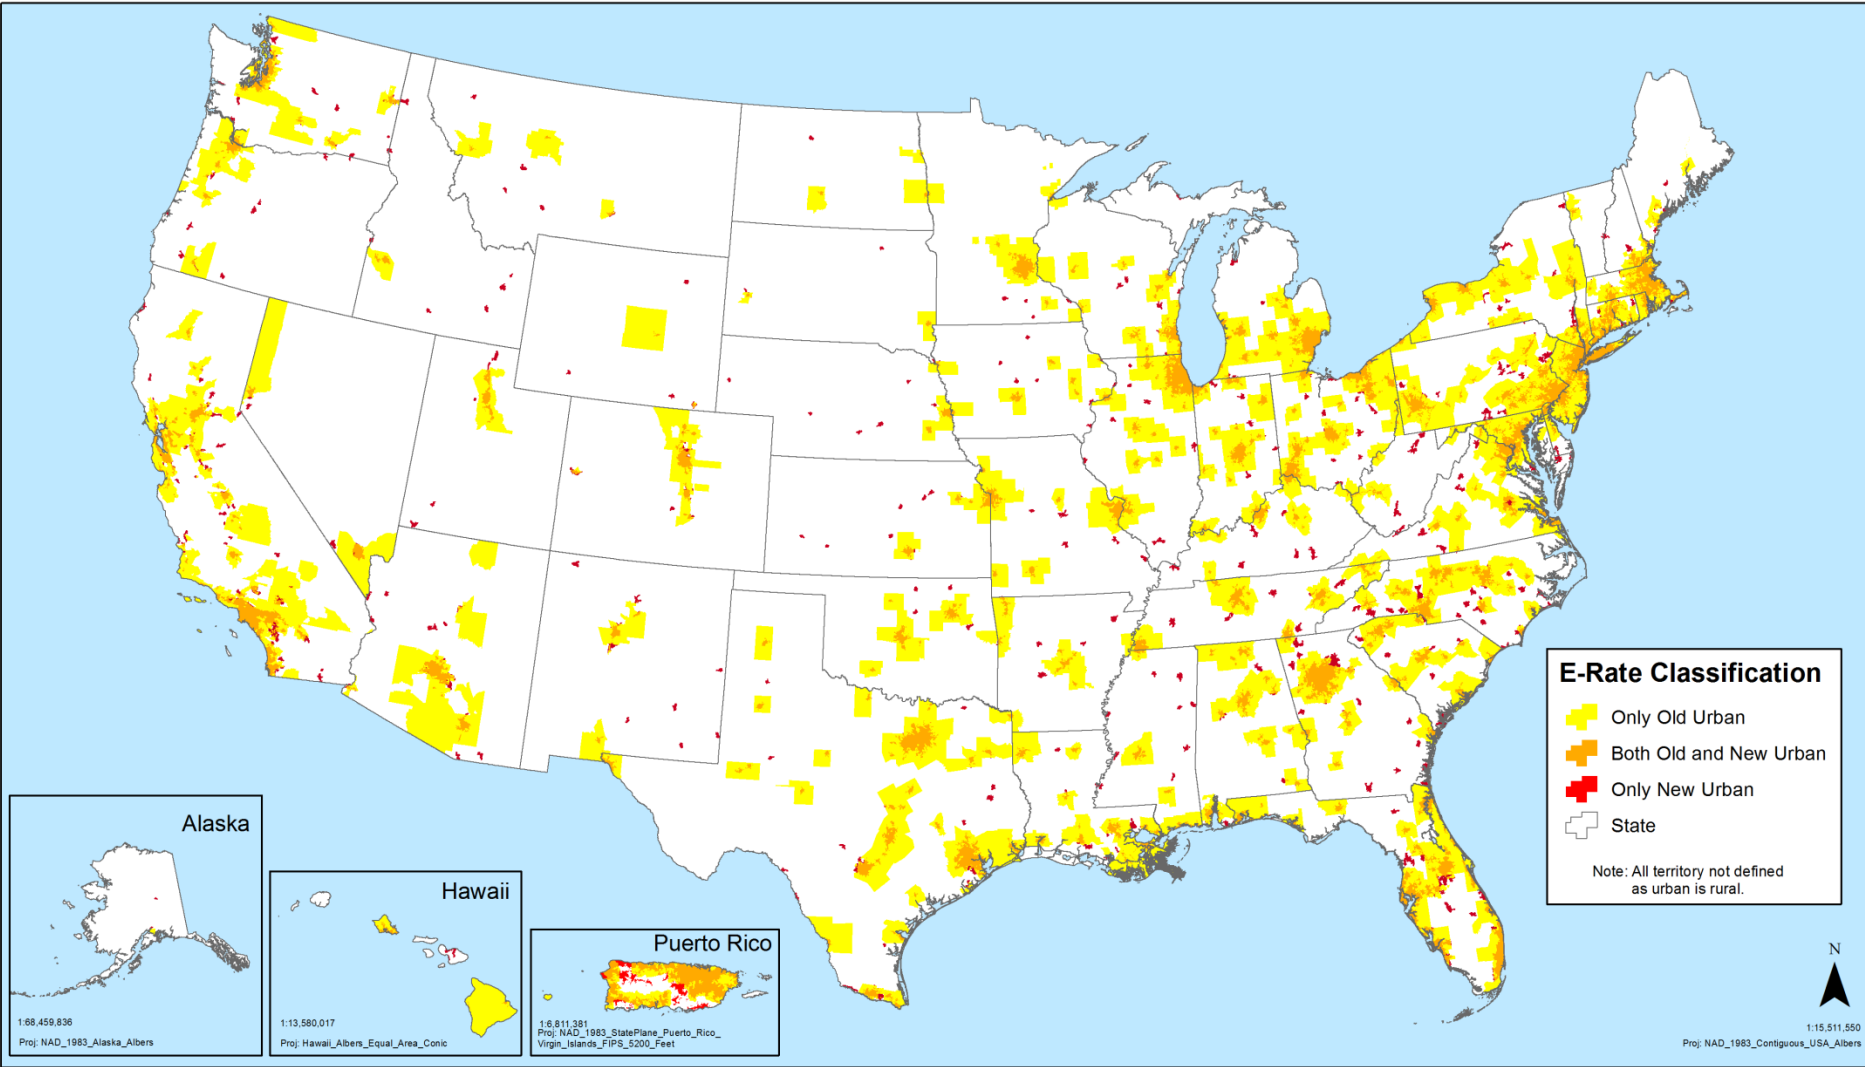 E-Rate Classification
Only Old Urban
Both Old and New Urban
Only New Urban
State
Note: All territory not defined
as urban is rural.
N
1:15,511,550
Proj: NAD_1983_Contiguous_USA_Albers
Alaska
1:68,459,836
Proj: NAD_1983_Alaska_Albers
Hawaii
1:13,580,017
Proj: Hawaii_Albers_Equal_Area_Conic
Puerto Rico
1:6,811,381
Proj: NAD_1983_StatePlane_Puerto_Rico_
Virgin_Islands_FIPS_5200_Feet